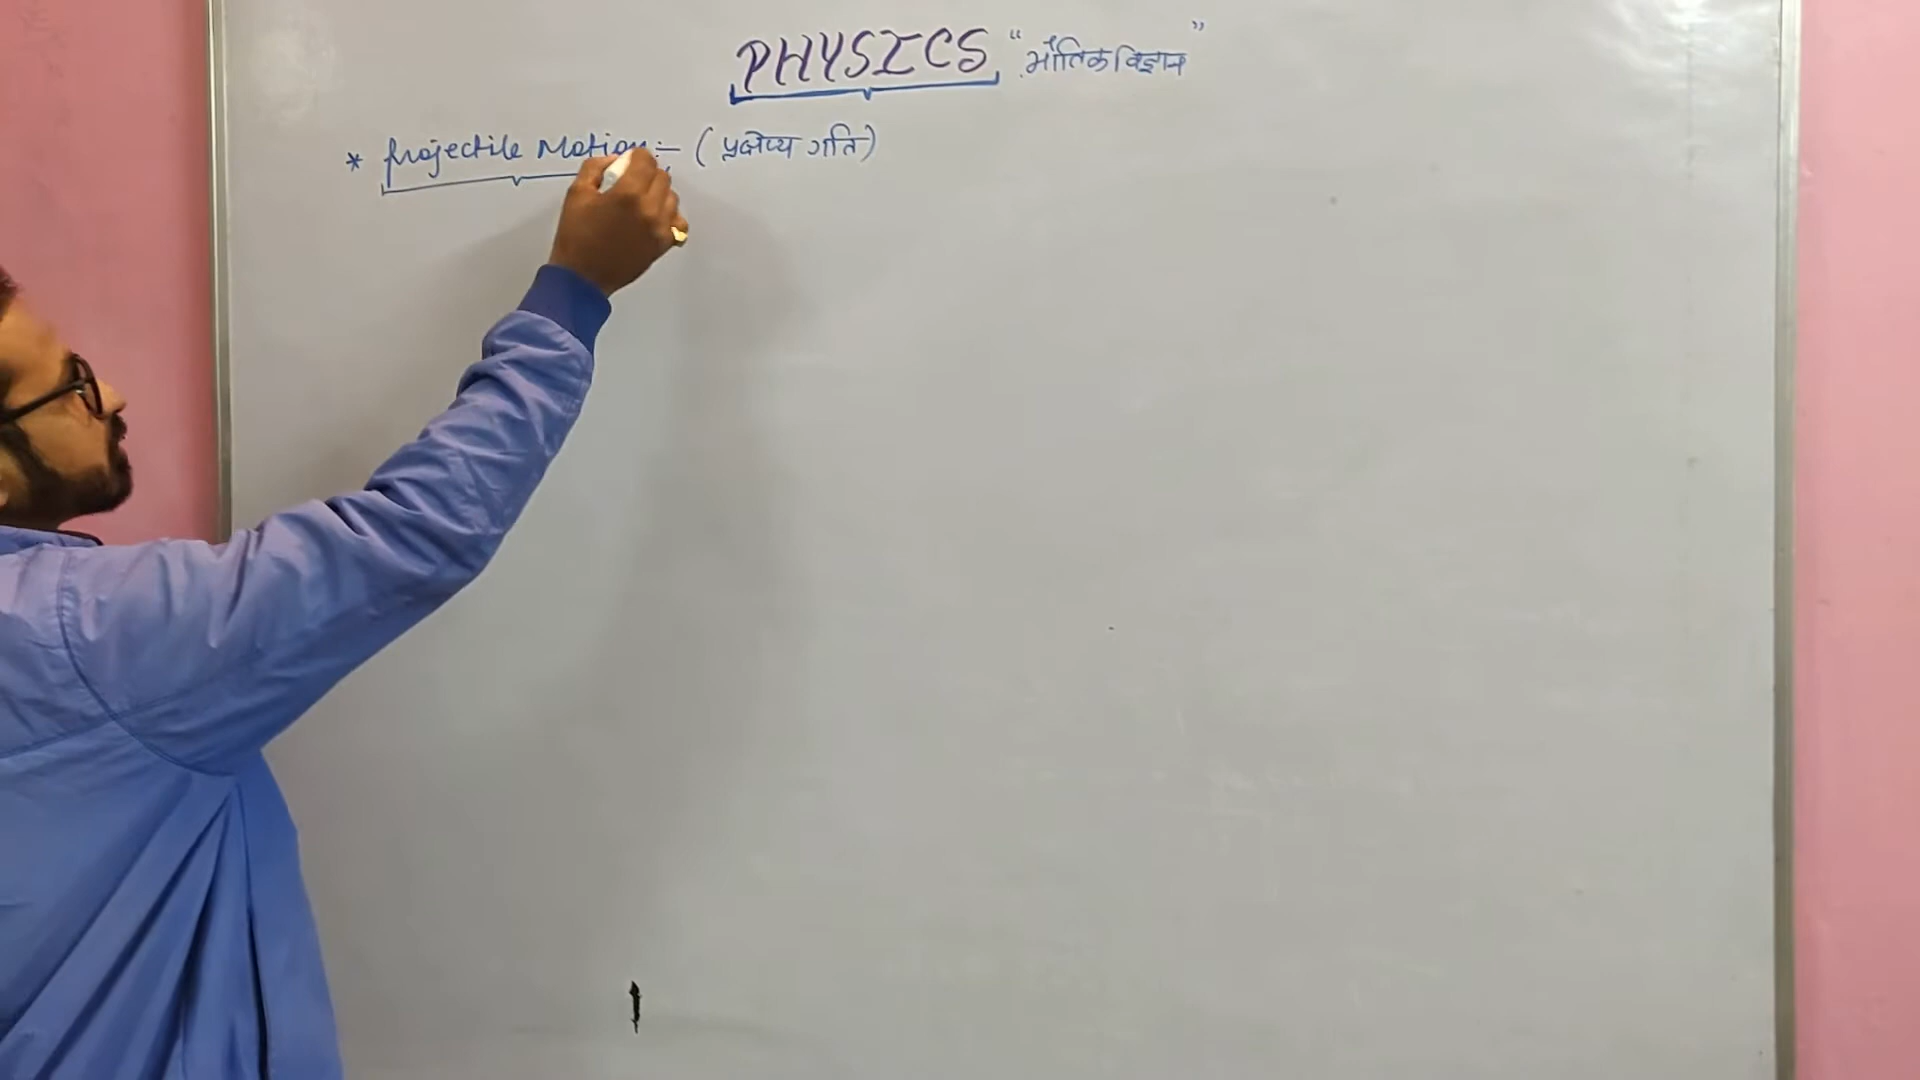 PHYSICS "भौतिक विज्ञान"
* Projectile Motion :- (प्रक्षेप्य गति)